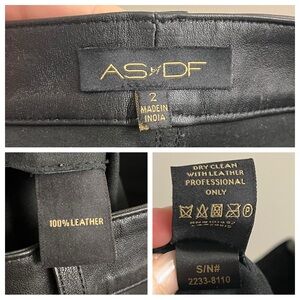 AS by DF
2
MADE IN
INDIA
100% LEATHER
DRY CLEAN
WITH LEATHER
PROFESSIONAL
ONLY
S/N#
2233-8110